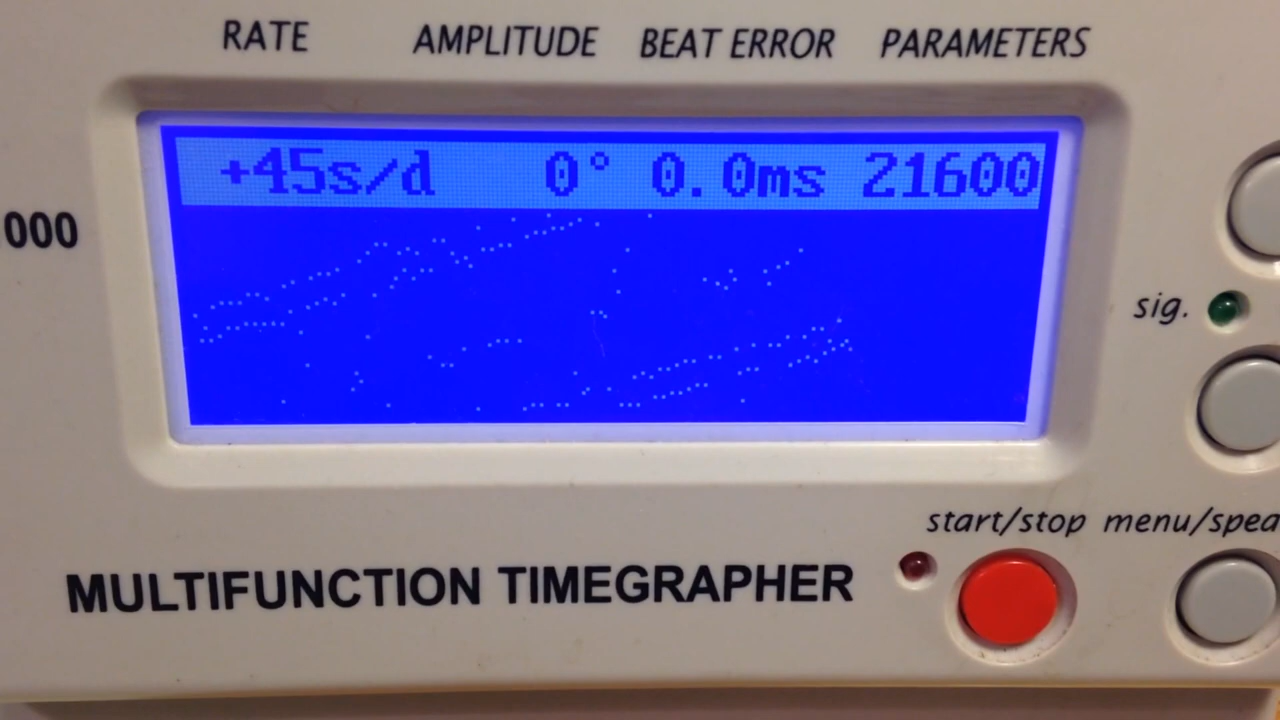 RATE AMPLITUDE BEAT ERROR PARAMETERS
+45s/d 0° 0.0ms 21600
000
sig.
start/stop menu/spea
MULTIFUNCTION TIMEGRAPHER